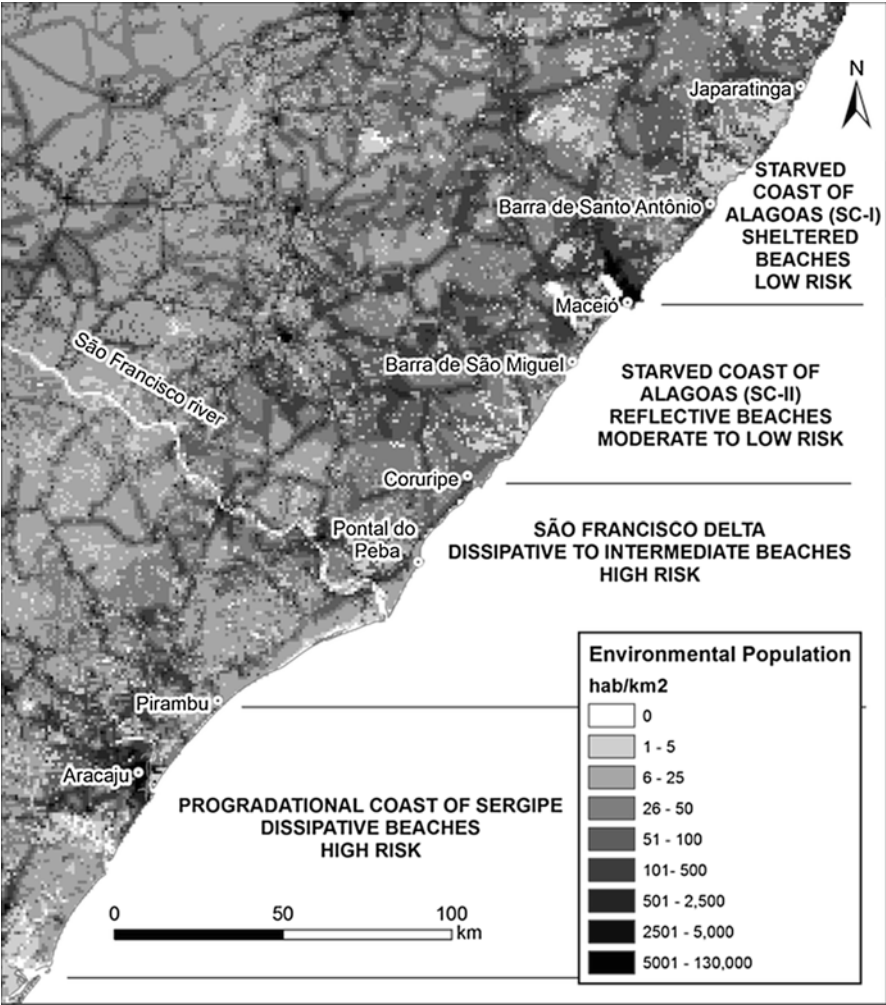 N
Japaratinga
STARVED
COAST OF
ALAGOAS (SC-I)
SHELTERED
BEACHES
LOW RISK
Barra de Santo Antônio
Maceió
São Francisco river
Barra de São Miguel
STARVED COAST OF
ALAGOAS (SC-II)
REFLECTIVE BEACHES
MODERATE TO LOW RISK
Coruripe
Pontal do
Peba
SÃO FRANCISCO DELTA
DISSIPATIVE TO INTERMEDIATE BEACHES
HIGH RISK
Pirambu
Aracaju
PROGRADATIONAL COAST OF SERGIPE
DISSIPATIVE BEACHES
HIGH RISK
0 50 100
km
Environmental Population
hab/km2
0
1 - 5
6 - 25
26 - 50
51 - 100
101- 500
501 - 2,500
2501 - 5,000
5001 - 130,000